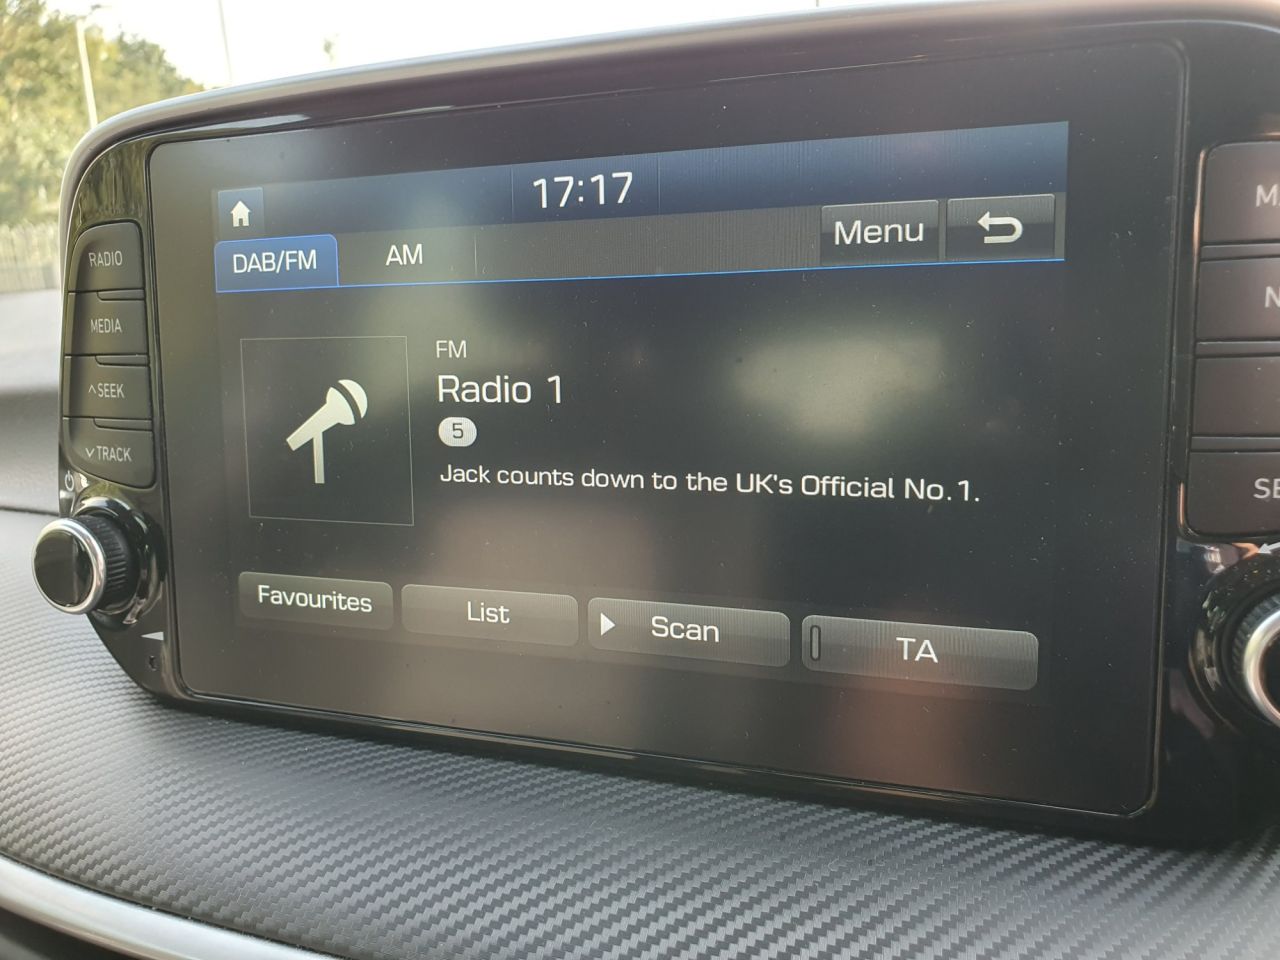 17:17
DAB/FM AM Menu
RADIO
MEDIA
SEEK
TRACK
FM
Radio 1
5
Jack counts down to the UK's Official No.1.
Favourites List Scan TA